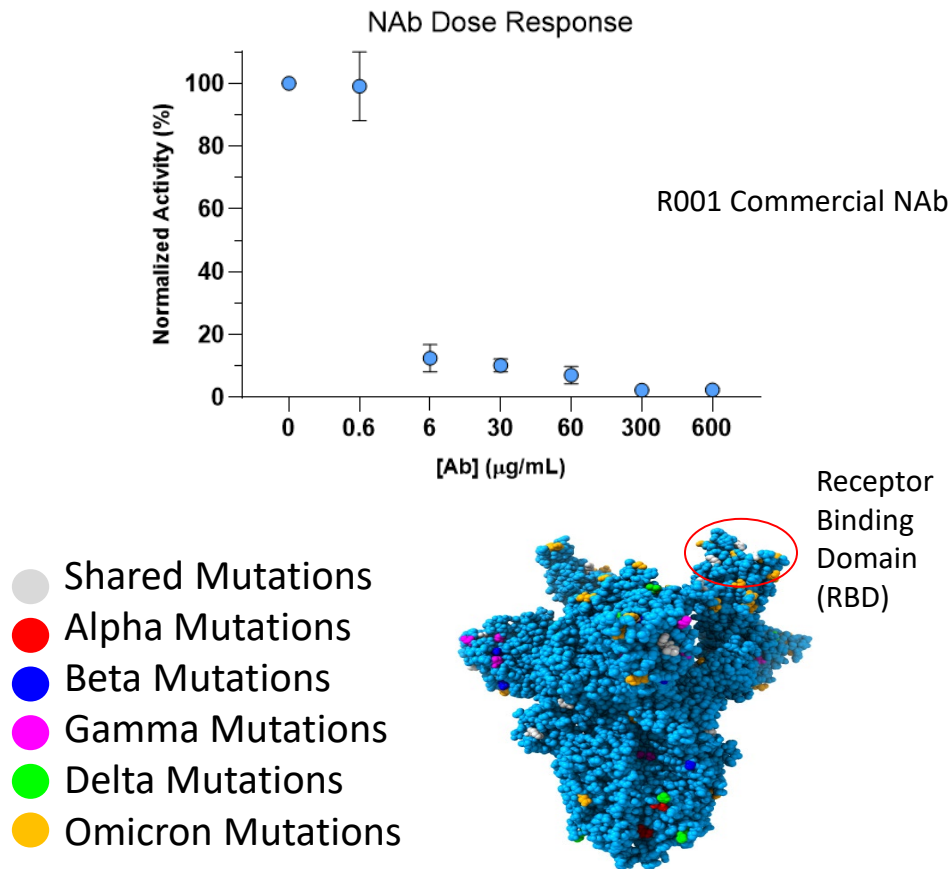 NAb Dose Response
Normalized Activity (%)
100
80
60
40
20
0
0 0.6 6 30 60 300 600
[Ab] (μg/mL)
R001 Commercial NAb
Receptor
Binding
Domain
(RBD)
Shared Mutations
Alpha Mutations
Beta Mutations
Gamma Mutations
Delta Mutations
Omicron Mutations